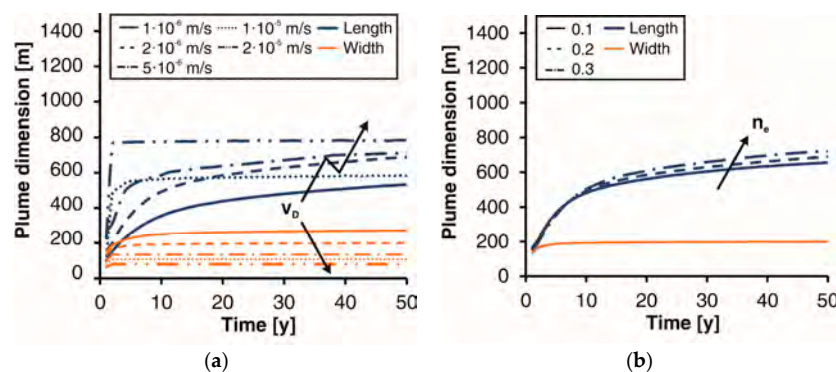 1400
1200
1000
800
600
400
200
0
Plume dimension [m]
1·10⁻⁶ m/s
1·10⁻⁵ m/s
Length
2·10⁻⁶ m/s
2·10⁻⁵ m/s
Width
5·10⁻⁶ m/s
v_D
0 10 20 30 40 50
Time [y]
(a)
1400
1200
1000
800
600
400
200
0
Plume dimension [m]
0.1
Length
0.2
Width
0.3
n_e
0 10 20 30 40 50
Time [y]
(b)